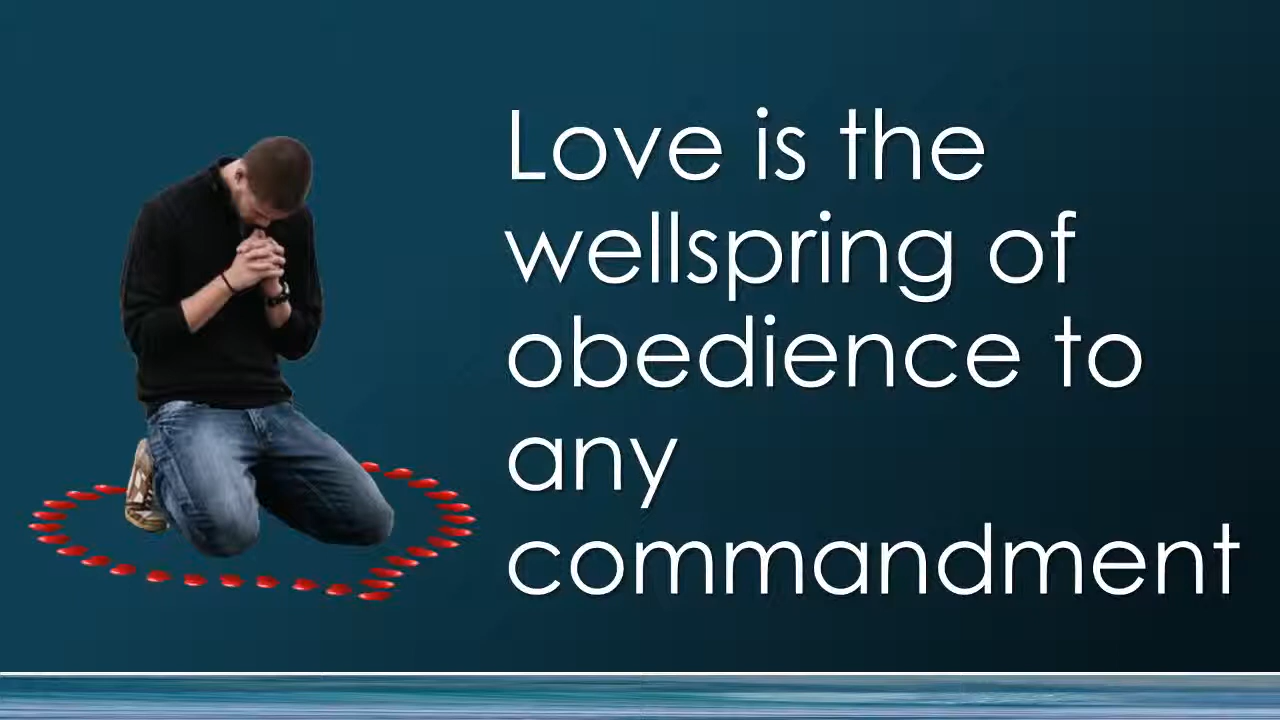 Love is the
wellspring of
obedience to
any
commandment